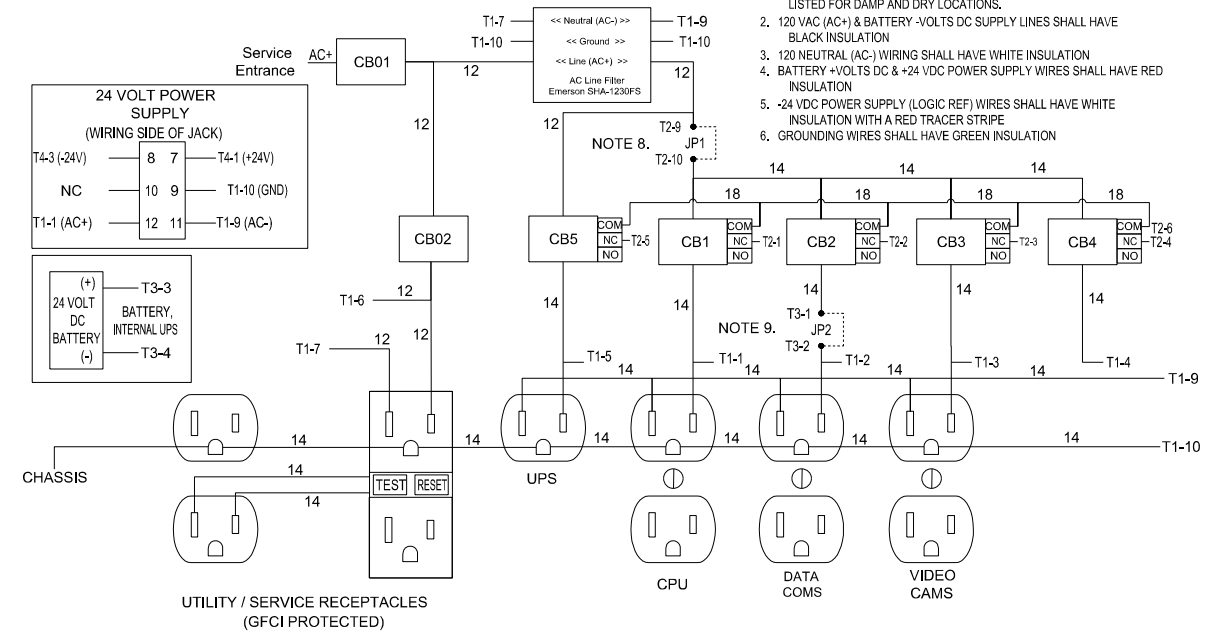 LISTED FOR DAMP AND DRY LOCATIONS.
2. 120 VAC (AC+) & BATTERY -VOLTS DC SUPPLY LINES SHALL HAVE
BLACK INSULATION
3. 120 NEUTRAL (AC-) WIRING SHALL HAVE WHITE INSULATION
4. BATTERY +VOLTS DC & +24 VDC POWER SUPPLY WIRES SHALL HAVE RED
INSULATION
5. -24 VDC POWER SUPPLY (LOGIC REF) WIRES SHALL HAVE WHITE
INSULATION WITH A RED TRACER STRIPE
6. GROUNDING WIRES SHALL HAVE GREEN INSULATION
T1-7 << Neutral (AC-) >> T1-9
T1-10 << Ground >> T1-10
<< Line (AC+) >>
AC Line Filter
Emerson SHA-1230FS
Service
Entrance
AC+
CB01
12
12
24 VOLT POWER
SUPPLY
(WIRING SIDE OF JACK)
T4-3 (-24V) 8 7 T4-1 (+24V)
NC 10 9 T1-10 (GND)
T1-1 (AC+) 12 11 T1-9 (AC-)
12
12
NOTE 8.
T2-9
JP1
T2-10
14
14
14
18
18
18
18
CB02
CB5
COM
NC
NO
T2-5
CB1
COM
NC
NO
T2-1
CB2
COM
NC
NO
T2-2
CB3
COM
NC
NO
T2-3
CB4
COM
NC
NO
T2-6
T2-4
(+)
24 VOLT
DC
BATTERY
(-)
T3-3
BATTERY,
INTERNAL UPS
T3-4
T1-6
12
12
T1-7
14
14
14
14
14
NOTE 9.
T3-1
JP2
T3-2
T1-5
T1-1
T1-2
T1-3
T1-4
14
14
14
14
T1-9
CHASSIS
14
14
14
14
14
14
T1-10
14
14
TEST
RESET
UPS
CPU
DATA
COMS
VIDEO
CAMS
UTILITY / SERVICE RECEPTACLES
(GFCI PROTECTED)